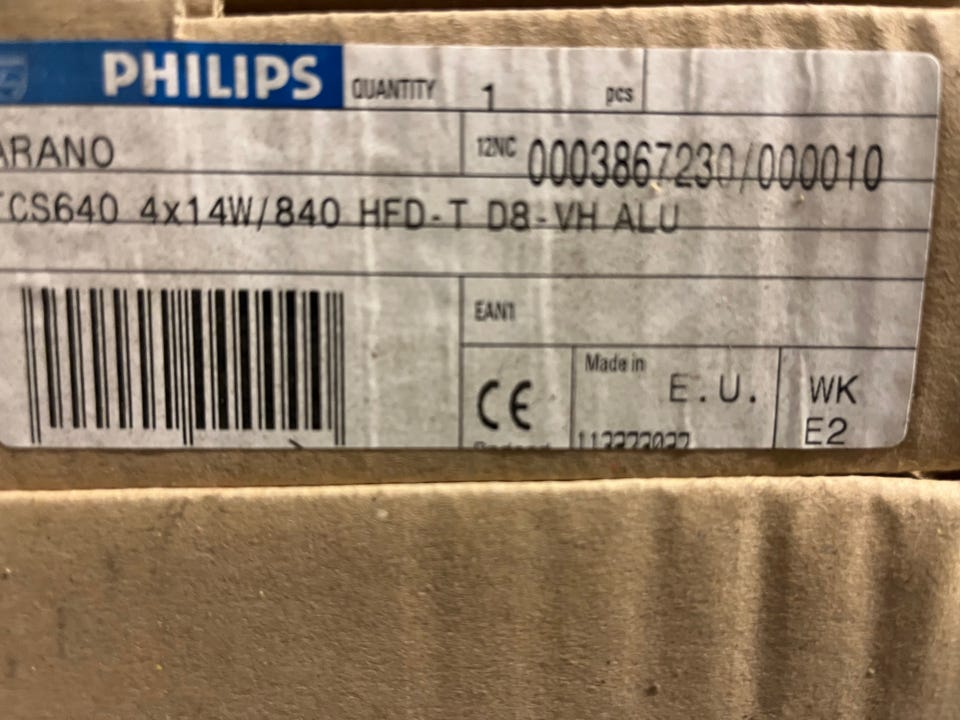 PHILIPS QUANTITY 1 pcs
ARANO 12NC 0003867230/000010
TCS640 4x14W/840 HFD-T D8-VH ALU
EAN1
CE Made in E.U. WK
E2